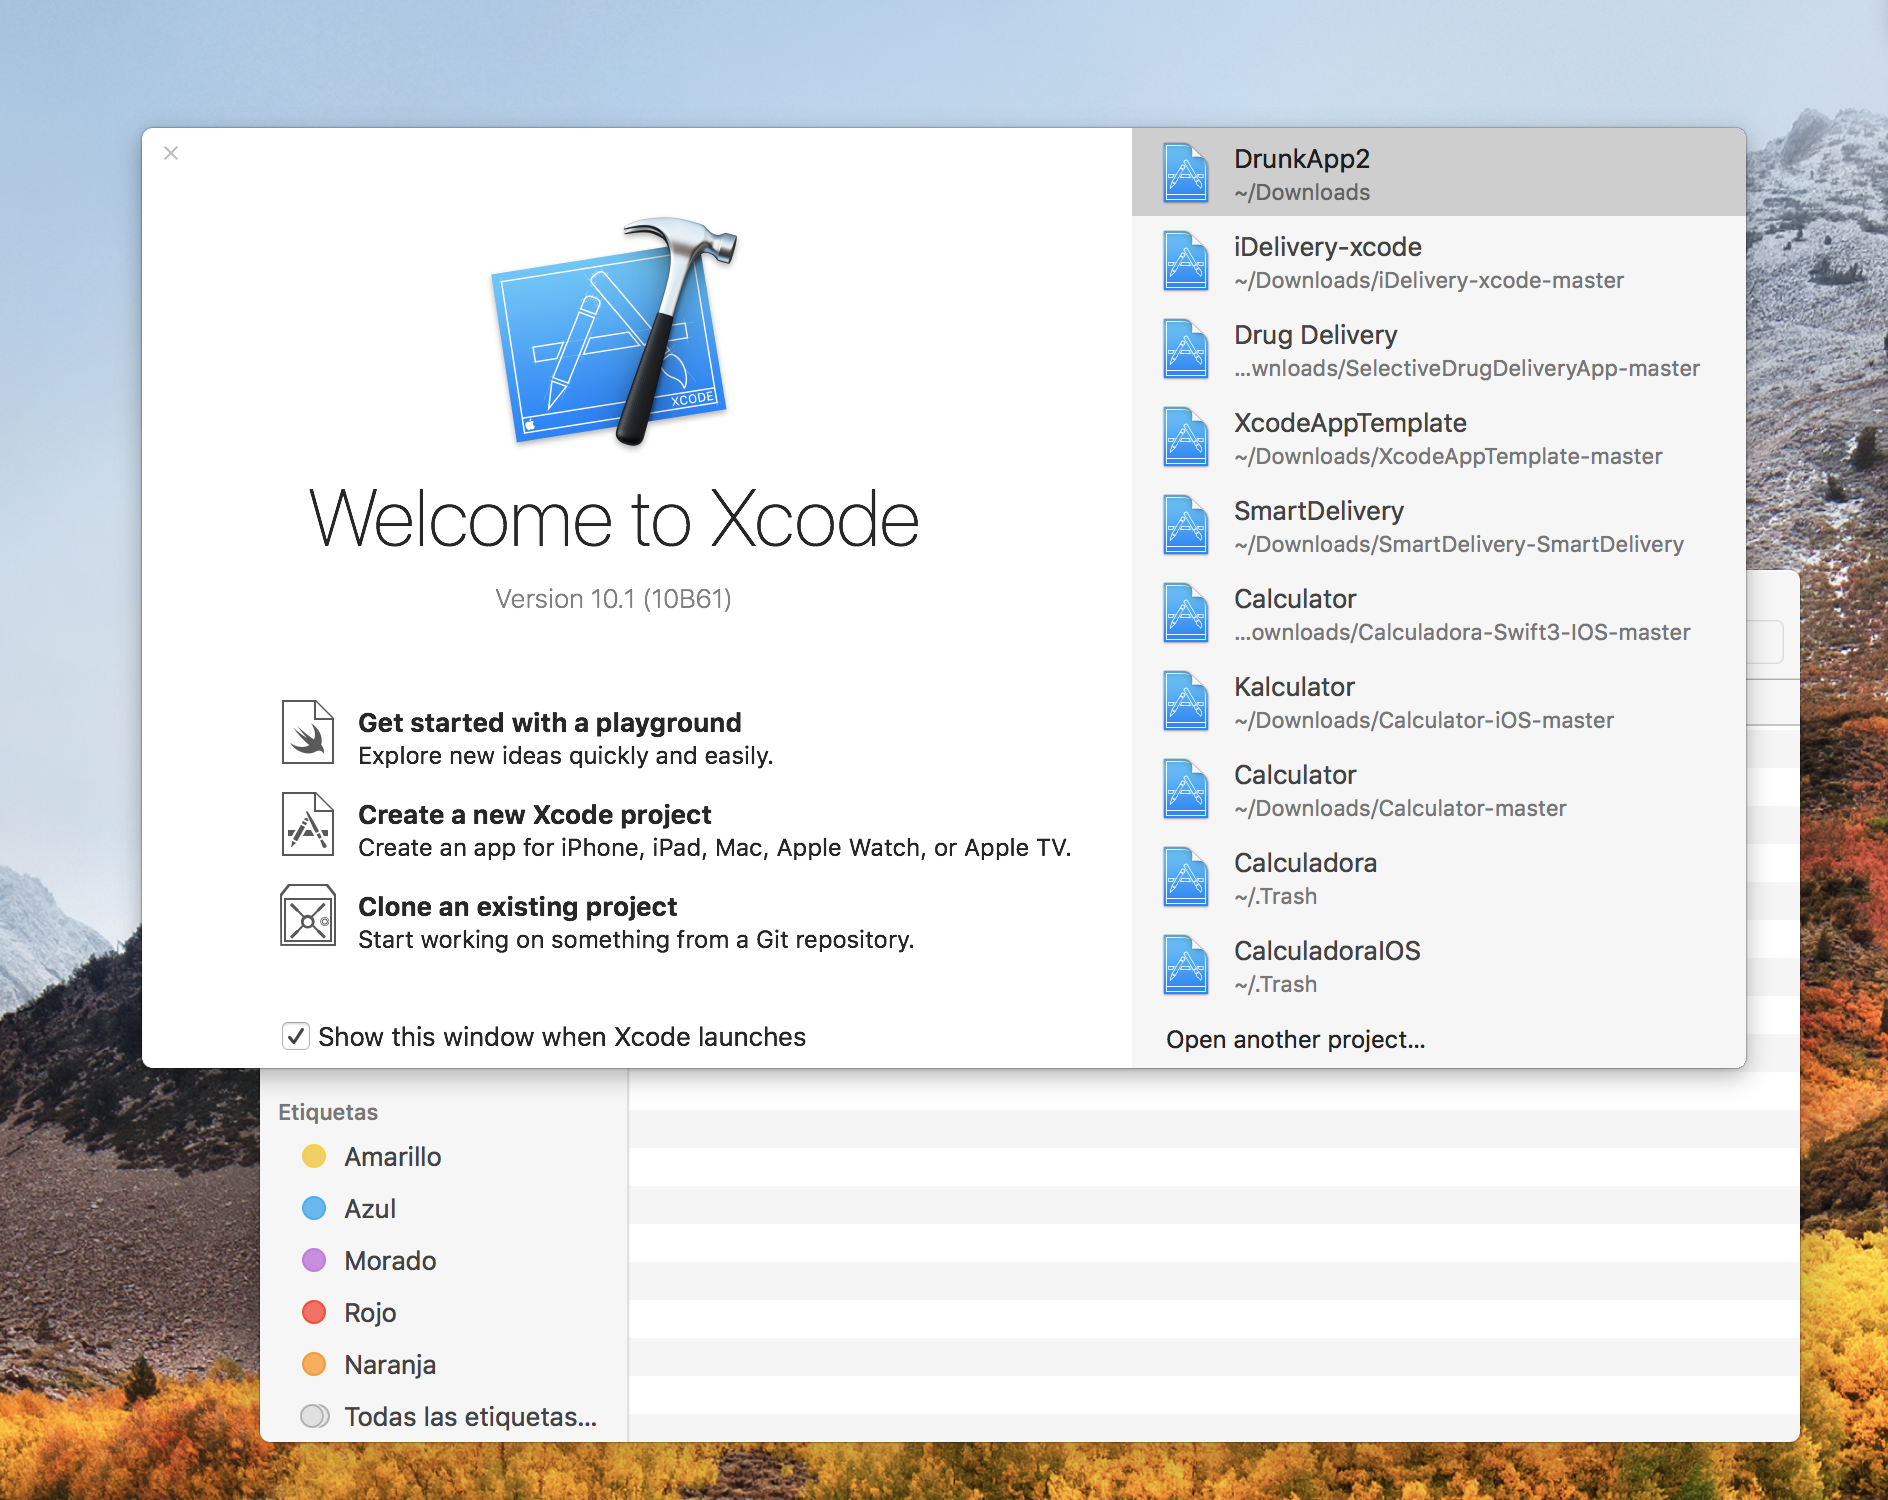 XCODE
Welcome to Xcode
Version 10.1 (10B61)
Get started with a playground
Explore new ideas quickly and easily.
Create a new Xcode project
Create an app for iPhone, iPad, Mac, Apple Watch, or Apple TV.
Clone an existing project
Start working on something from a Git repository.
Show this window when Xcode launches
DrunkApp2
~/Downloads
iDelivery-xcode
~/Downloads/iDelivery-xcode-master
Drug Delivery
...wnloads/SelectiveDrugDeliveryApp-master
XcodeAppTemplate
~/Downloads/XcodeAppTemplate-master
SmartDelivery
~/Downloads/SmartDelivery-SmartDelivery
Calculator
...ownloads/Calculadora-Swift3-IOS-master
Kalculator
~/Downloads/Calculator-iOS-master
Calculator
~/Downloads/Calculator-master
Calculadora
~/.Trash
CalculadoraIOS
~/.Trash
Open another project...
Etiquetas
Amarillo
Azul
Morado
Rojo
Naranja
Todas las etiquetas...